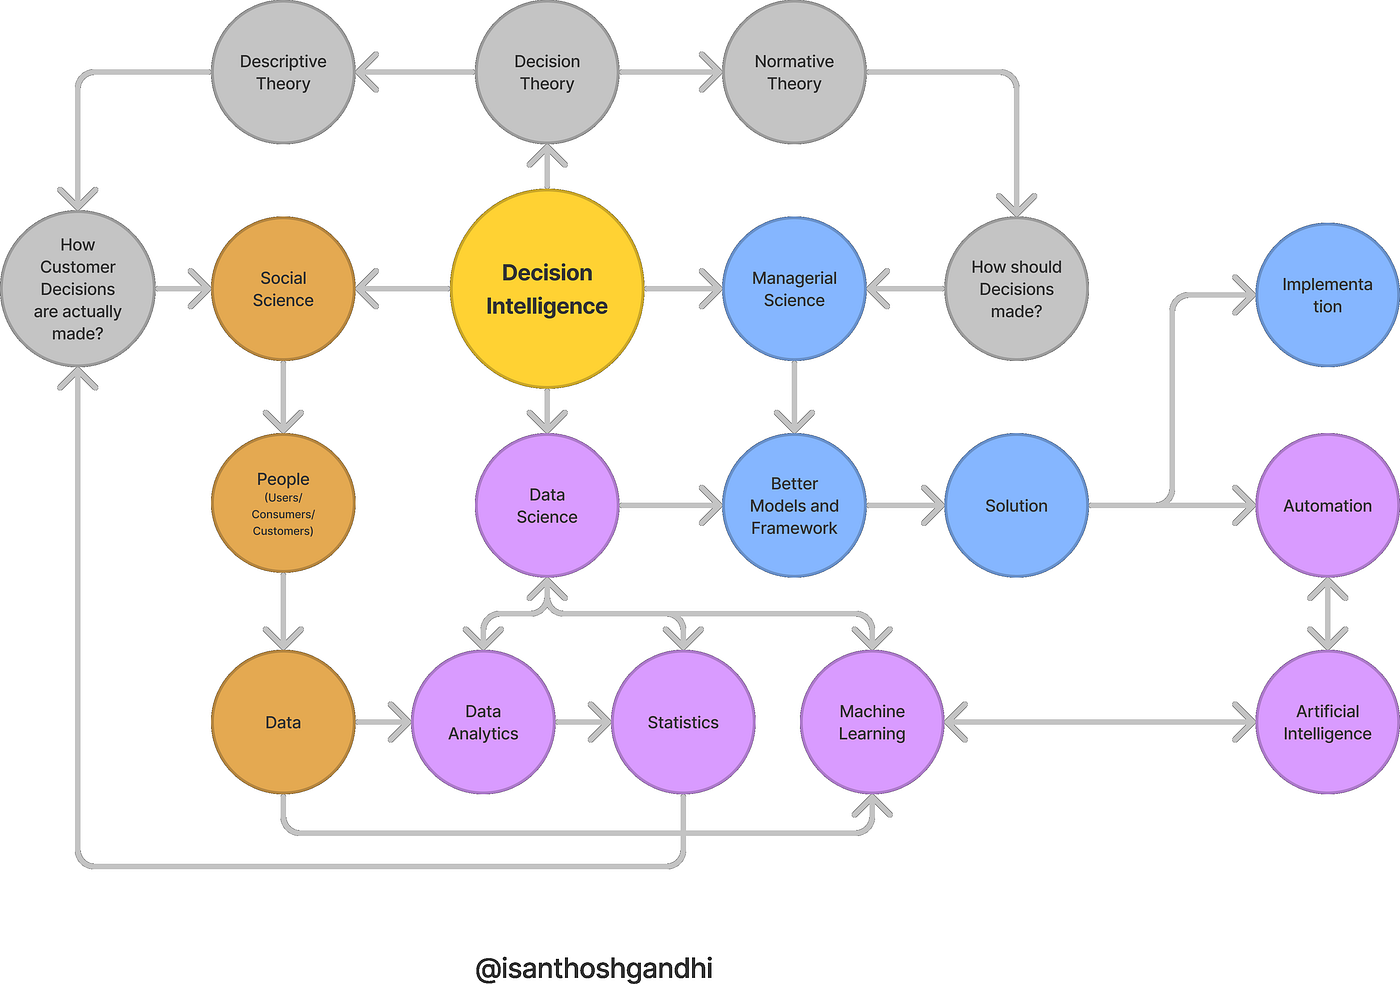 Descriptive
Theory
Decision
Theory
Normative
Theory
How
Customer
Decisions
are actually
made?
Social
Science
Decision
Intelligence
Managerial
Science
How should
Decisions
made?
Implementa
tion
People
(Users/
Consumers/
Customers)
Data
Science
Better
Models and
Framework
Solution
Automation
Data
Data
Analytics
Statistics
Machine
Learning
Artificial
Intelligence
@isanthoshgandhi